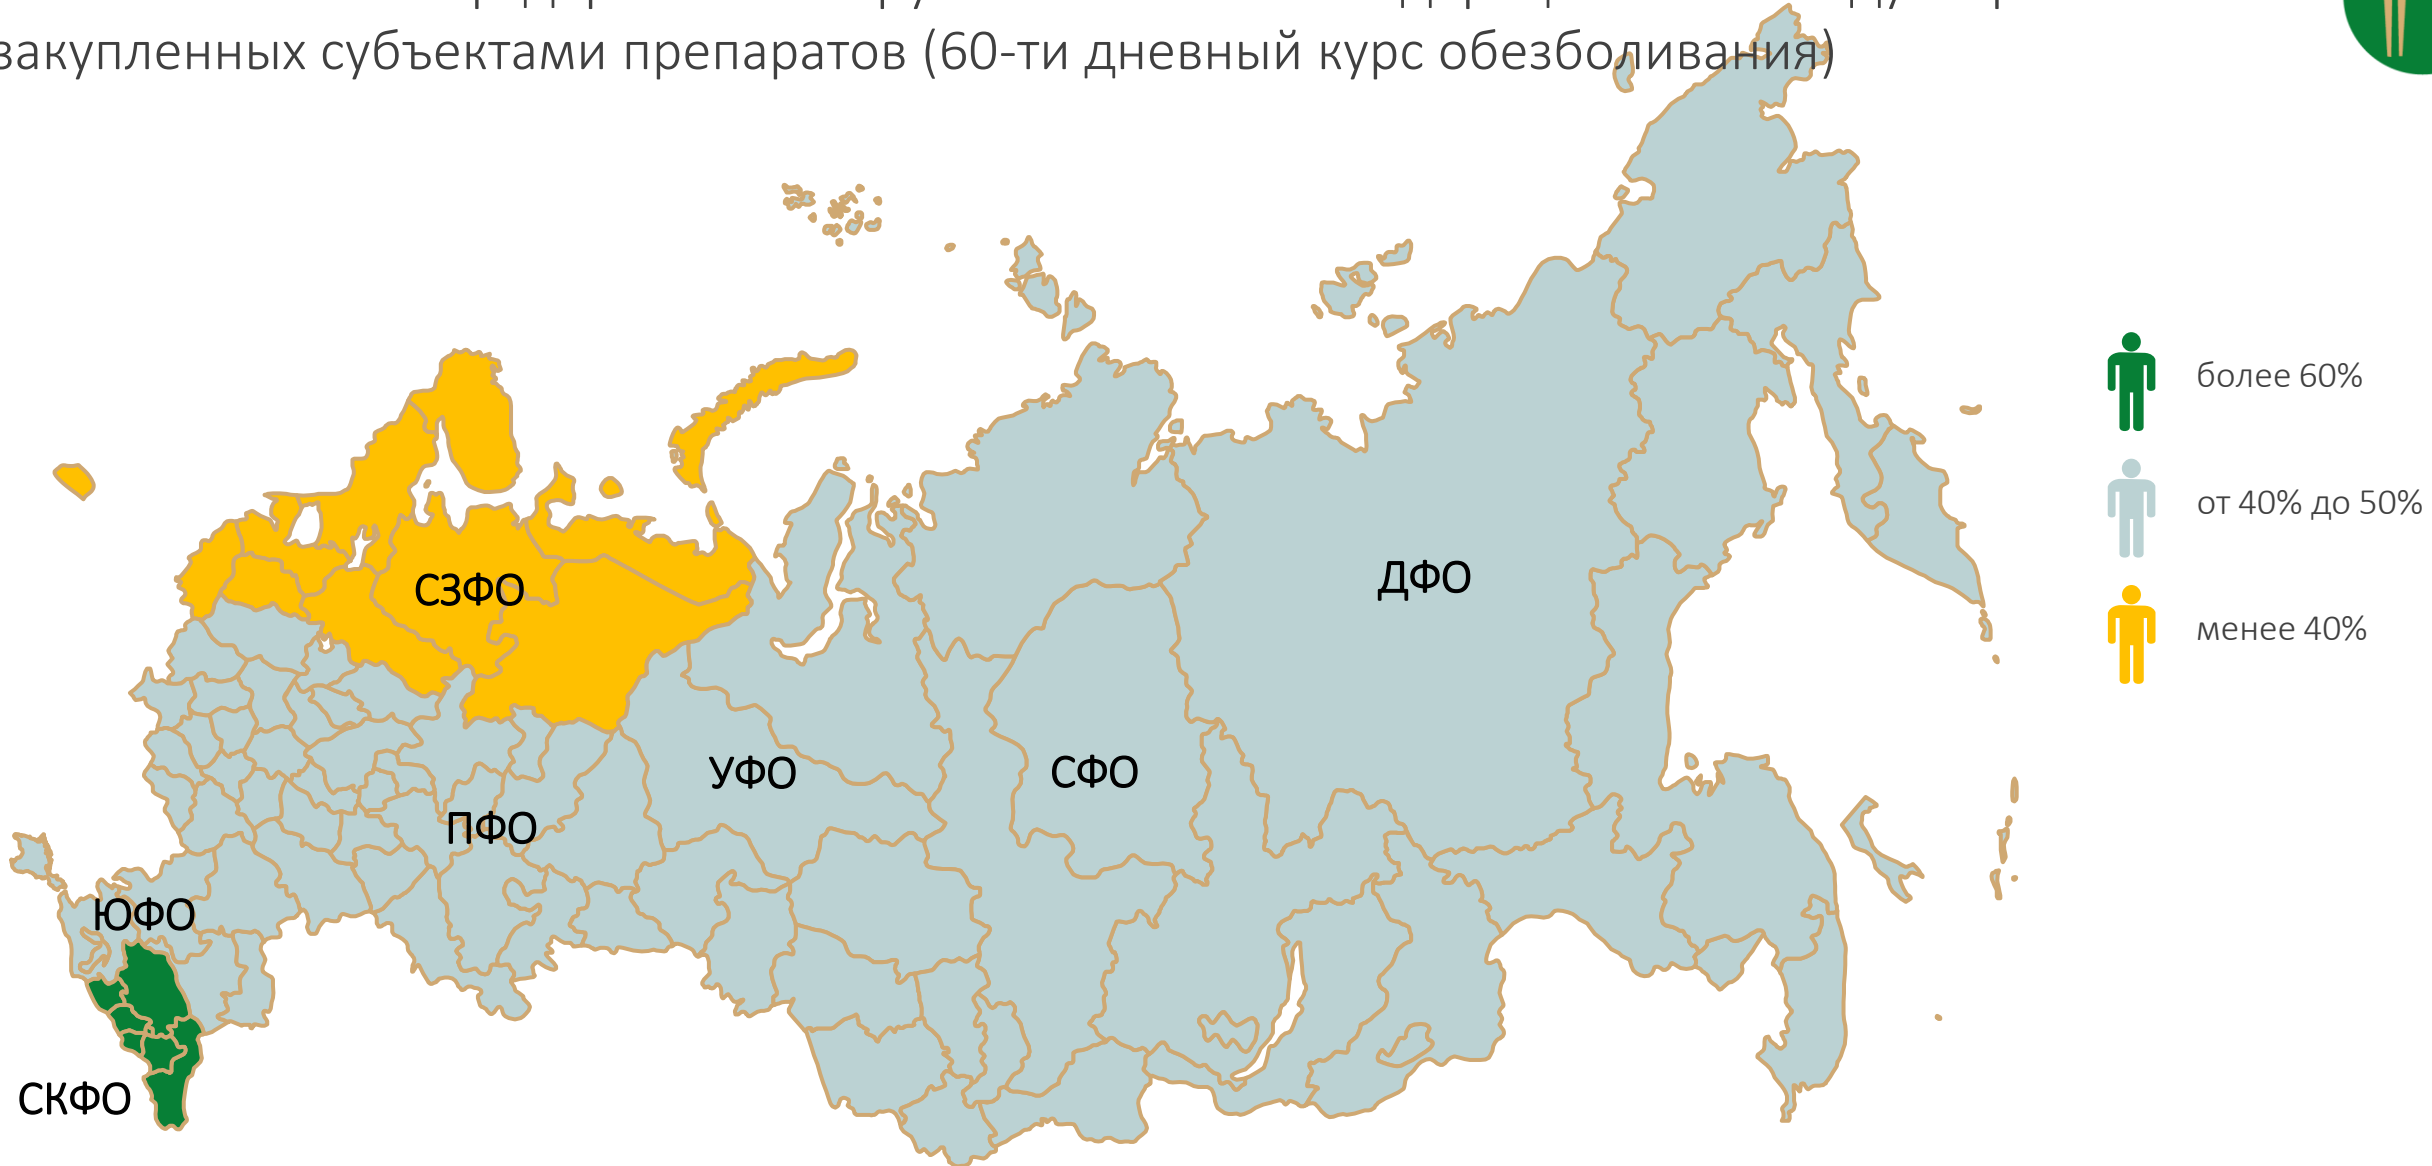 закупленных субъектами препаратов (60-ти дневный курс обезболивания)
более 60%
от 40% до 50%
менее 40%
СЗФО
ДФО
УФО
СФО
ПФО
ЮФО
СКФО